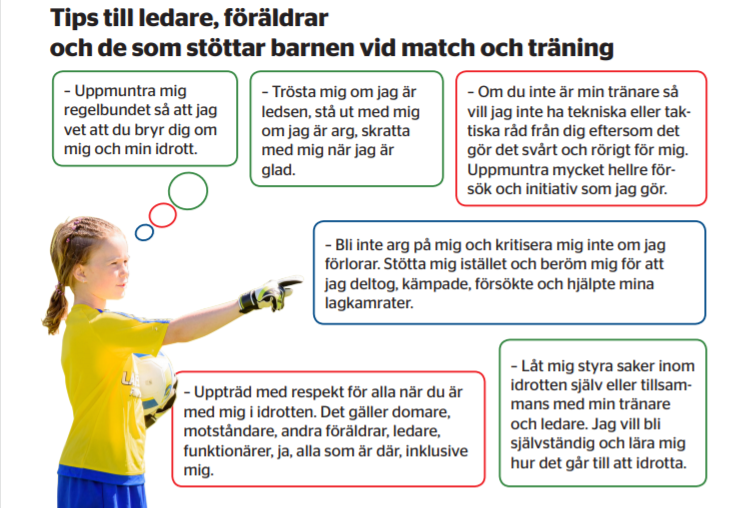 Tips till ledare, föräldrar
och de som stöttar barnen vid match och träning
– Uppmuntra mig
regelbundet så att jag
vet att du bryr dig om
mig och min idrott.
– Trösta mig om jag är
ledsen, stå ut med mig
om jag är arg, skratta
med mig när jag är
glad.
– Om du inte är min tränare så
vill jag inte ha tekniska eller tak-
tiska råd från dig eftersom det
gör det svårt och rörigt för mig.
Uppmuntra mycket hellre för-
sök och initiativ som jag gör.
– Bli inte arg på mig och kritisera mig inte om jag
förlorar. Stötta mig istället och beröm mig för att
jag deltog, kämpade, försökte och hjälpte mina
lagkamrater.
– Uppträd med respekt för alla när du är
med mig i idrotten. Det gäller domare,
motståndare, andra föräldrar, ledare,
funktionärer, ja, alla som är där, inklusive
mig.
– Låt mig styra saker inom
idrotten själv eller tillsam-
mans med min tränare
och ledare. Jag vill bli
självständig och lära mig
hur det går till att idrotta.